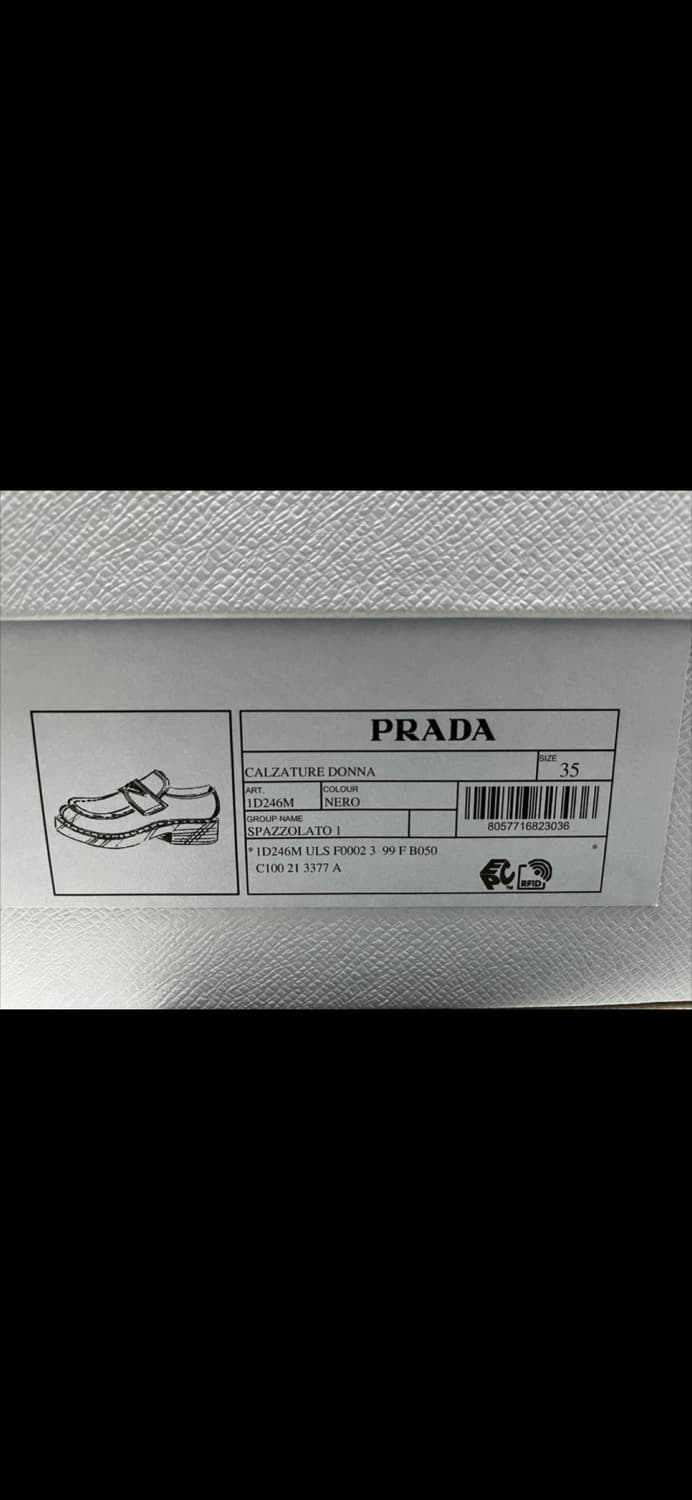 PRADA
CALZATURE DONNA
SIZE
35
ART.
1D246M
COLOUR
NERO
GROUP NAME
SPAZZOLATO 1
8057716823036
* 1D246M ULS F0002 3 99 F B050 *
C100 21 3377 A
EPC™
RFID